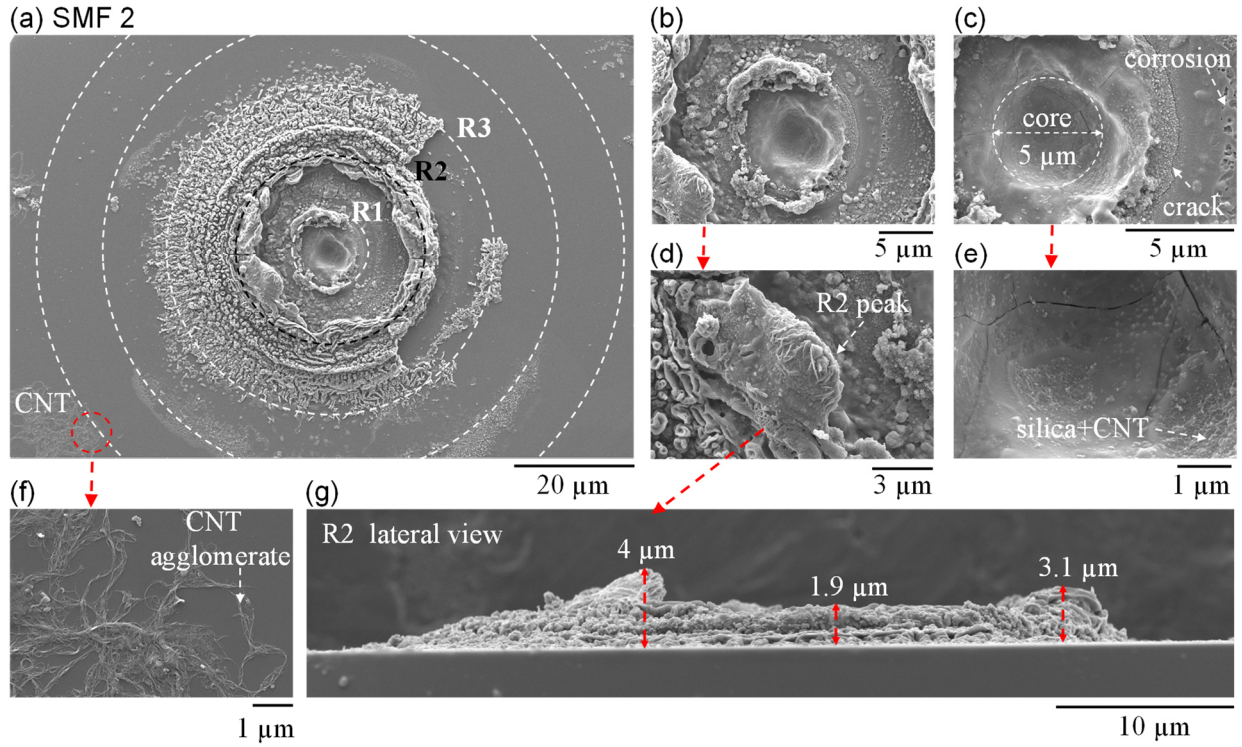 (a) SMF 2
R3
R2
R1
CNT
20 µm
(b)
5 µm
(c)
corrosion
core
5 µm
crack
5 µm
(d)
R2 peak
3 µm
(e)
silica+CNT
1 µm
(f)
CNT
agglomerate
1 µm
(g)
R2 lateral view
4 µm
1.9 µm
3.1 µm
10 µm